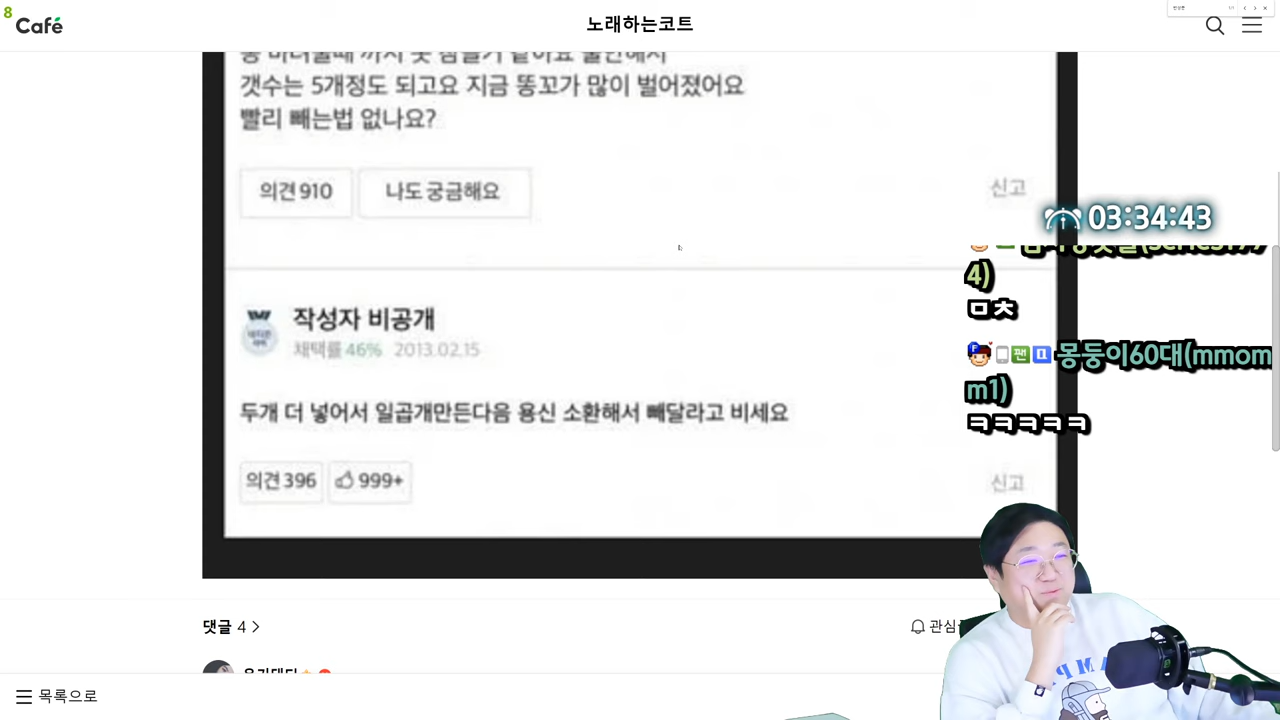 8
Café
노래하는코트
갯수는 5개정도 되고요 지금 똥꼬가 많이 벌어졌어요
빨리 빼는법 없나요?
의견 910
나도 궁금해요
신고
03:34:43
4)
ㅁㅊ
몽둥이60대(mmom
m1)
ㅋㅋㅋㅋㅋ
작성자 비공개
채택률 46% 2013.02.15
두개 더 넣어서 일곱개만든다음 용신 소환해서 빼달라고 비세요
의견 396
999+
신고
댓글 4
관심
목록으로